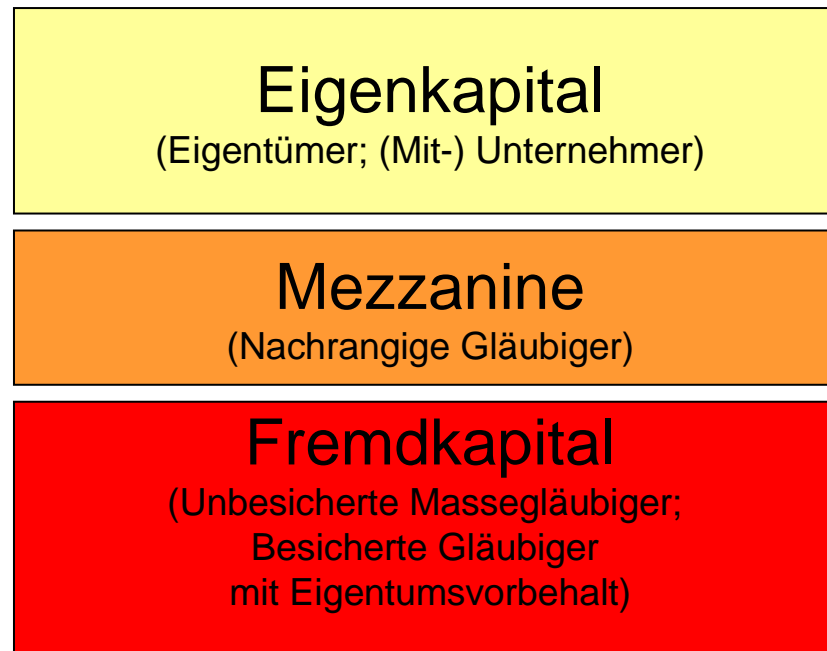 Eigenkapital
(Eigentümer; (Mit-) Unternehmer)
Mezzanine
(Nachrangige Gläubiger)
Fremdkapital
(Unbesicherte Massegläubiger;
Besicherte Gläubiger
mit Eigentumsvorbehalt)